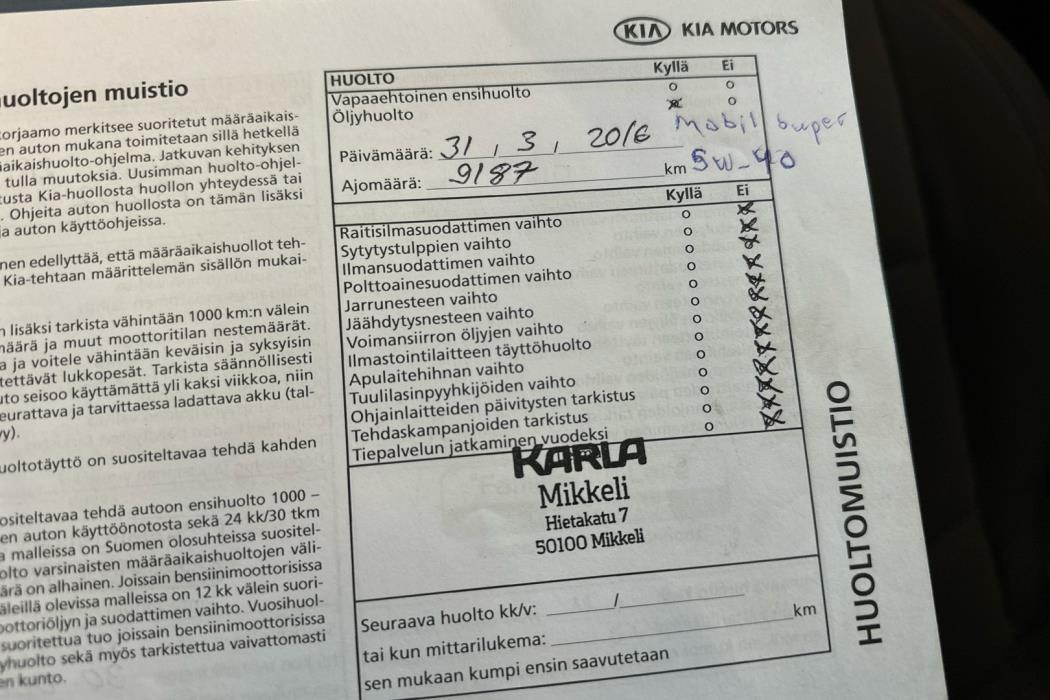 KIA KIA MOTORS
huoltojen muistio
orjaamo merkitsee suoritetut määräaikais-
en auton mukana toimitetaan sillä hetkellä
aikaishuolto-ohjelma. Jatkuvan kehityksen
tulla muutoksia. Uusimman huolto-ohjel-
usta Kia-huollosta huollon yhteydessä tai
. Ohjeita auton huollosta on tämän lisäksi
ja auton käyttöohjeissa.
nen edellyttää, että määräaikaishuollot teh-
Kia-tehtaan määrittelemän sisällön mukai-
n lisäksi tarkista vähintään 1000 km:n välein
määrä ja muut moottoritilan nestemäärät.
a ja voitele vähintään keväisin ja syksyisin
tettävät lukkopesät. Tarkista säännöllisesti
uto seisoo käyttämättä yli kaksi viikkoa, niin
eurattava ja tarvittaessa ladattava akku (tal-
vy).
uoltotäyttö on suositeltavaa tehdä kahden
ositeltavaa tehdä autoon ensihuolto 1000 –
en auton käyttöönotosta sekä 24 kk/30 tkm
a malleissa on Suomen olosuhteissa suositel-
olto varsinaisten määräaikaishuoltojen väli-
ärä on alhainen. Joissain bensiinimoottorisissa
äleillä olevissa malleissa on 12 kk välein suori-
oottoriöljyn ja suodattimen vaihto. Vuosihuol-
suoritettua tuo joissain bensiinimoottorisissa
yhuolto sekä myös tarkistettua vaivattomasti
en kunto.
HUOLTO Kyllä Ei
Vapaaehtoinen ensihuolto o o
Öljyhuolto x o
Mobil super
Päivämäärä: 31 , 3 , 2016
Ajomäärä: 9187 km 5W-40
Kyllä Ei
Raitisilmasuodattimen vaihto o x
Sytytystulppien vaihto o x
Ilmansuodattimen vaihto o x
Polttoainesuodattimen vaihto o x
Jarrunesteen vaihto o x
Jäähdytysnesteen vaihto o x
Voimansiirron öljyjen vaihto o x
Ilmastointilaitteen täyttöhuolto o x
Apulaitehihnan vaihto o x
Tuulilasinpyyhkijöiden vaihto o x
Ohjainlaitteiden päivitysten tarkistus o x
Tehdaskampanjoiden tarkistus o x
Tiepalvelun jatkaminen vuodeksi o x
KARLA
Mikkeli
Hietakatu 7
50100 Mikkeli
Seuraava huolto kk/v: /
tai kun mittarilukema: km
sen mukaan kumpi ensin saavutetaan
HUOLTOMUISTIO